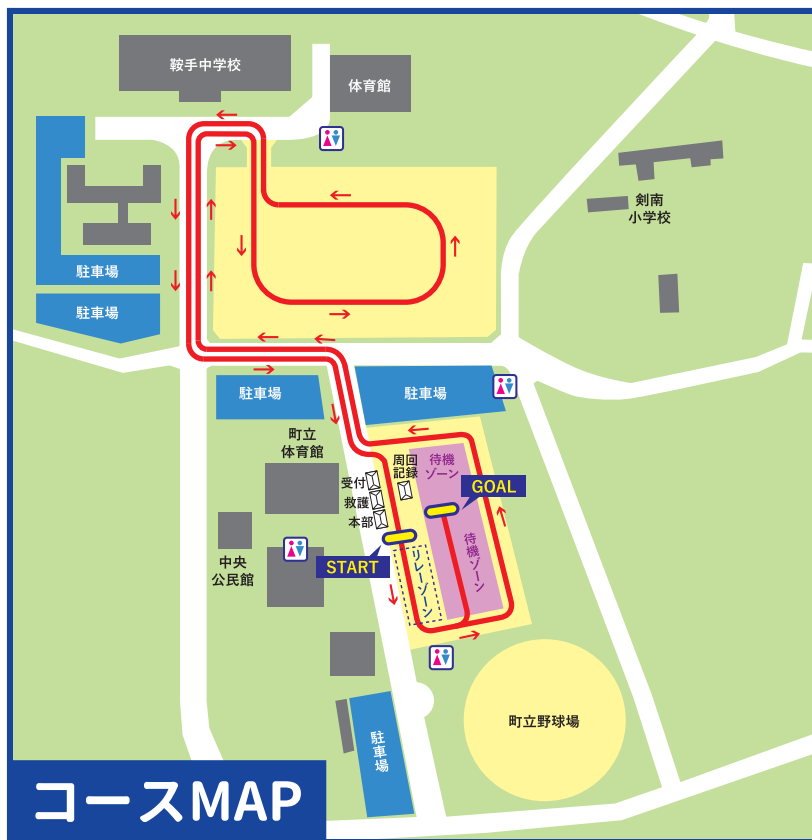 鞍手中学校
体育館
剣南
小学校
駐車場
駐車場
駐車場
駐車場
町立
体育館
周回
記録
待機
ゾーン
受付
救護
本部
GOAL
START
リレーゾーン
待機ゾーン
中央
公民館
町立野球場
駐車場
コースMAP